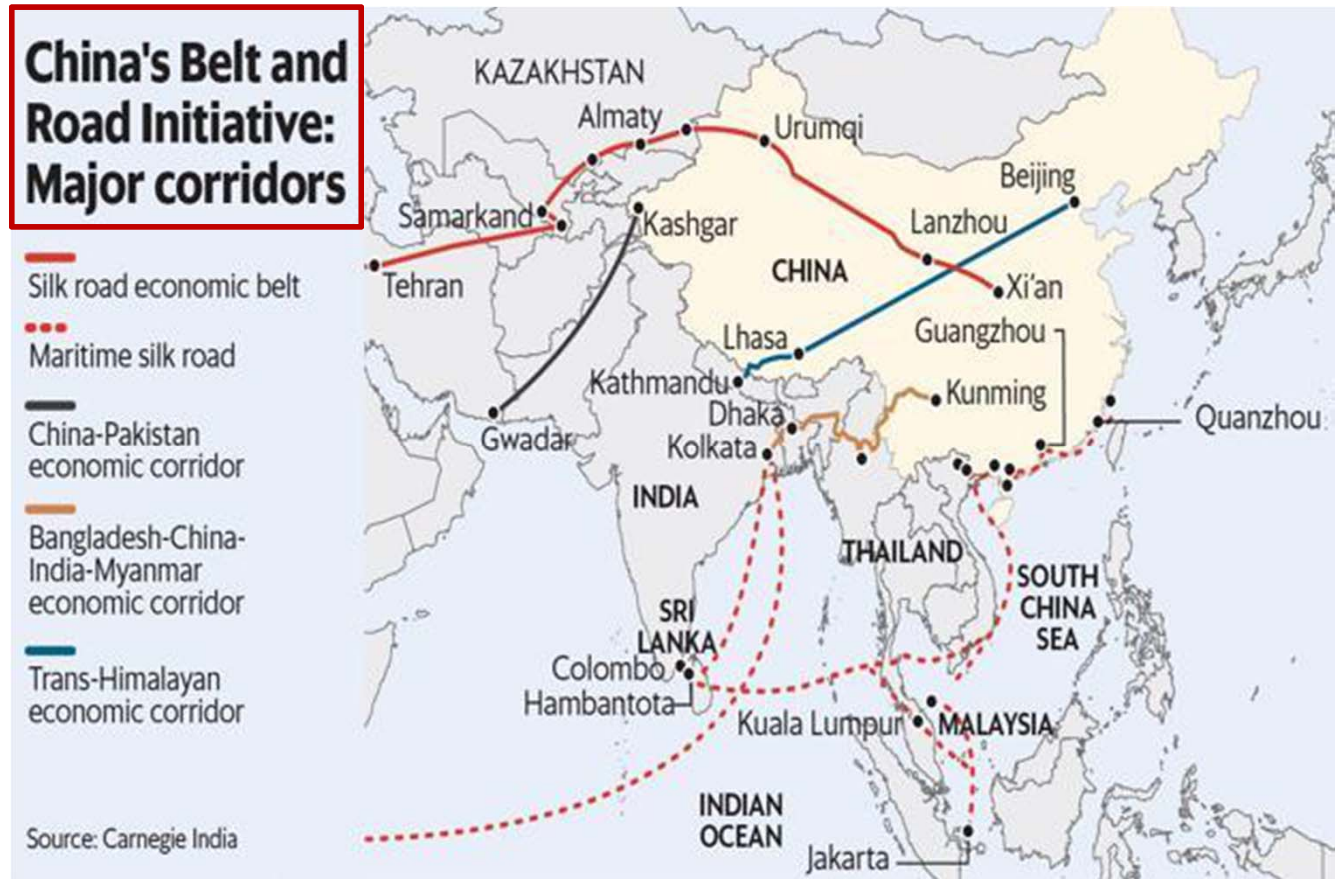 China's Belt and
Road Initiative:
Major corridors
Silk road economic belt
Maritime silk road
China-Pakistan
economic corridor
Bangladesh-China-
India-Myanmar
economic corridor
Trans-Himalayan
economic corridor
Source: Carnegie India
KAZAKHSTAN
Almaty
Urumqi
Beijing
Samarkand
Kashgar
Lanzhou
Tehran
CHINA
Xi'an
Lhasa
Guangzhou
Kathmandu
Kunming
Dhaka
Quanzhou
Gwadar
Kolkata
INDIA
THAILAND
SOUTH
CHINA
SEA
SRI
LANKA
Colombo
Hambantota
Kuala Lumpur
MALAYSIA
INDIAN
OCEAN
Jakarta